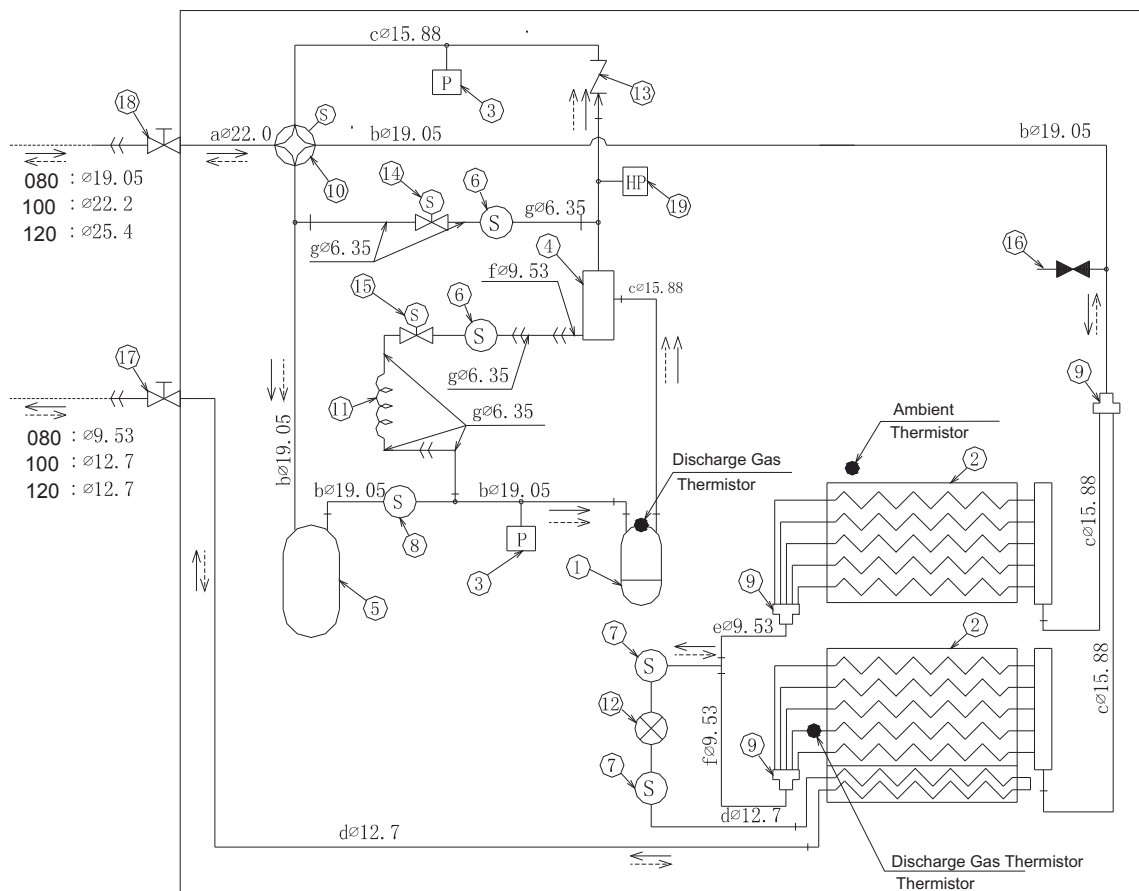 c⌀15.88
P
3
13
18
S
a⌀22.0
b⌀19.05
b⌀19.05
10
080 : ⌀19.05
100 : ⌀22.2
120 : ⌀25.4
14
S
6
S
HP
19
g⌀6.35
g⌀6.35
4
16
f⌀9.53
c⌀15.88
15
S
6
S
17
g⌀6.35
9
11
g⌀6.35
080 : ⌀9.53
100 : ⌀12.7
120 : ⌀12.7
b⌀19.05
Ambient
Thermistor
Discharge Gas
Thermistor
2
b⌀19.05
S
b⌀19.05
c⌀15.88
8
P
3
1
5
9
e⌀9.53
7
S
2
c⌀15.88
12
f⌀9.53
9
7
S
d⌀12.7
d⌀12.7
Discharge Gas Thermistor
Thermistor